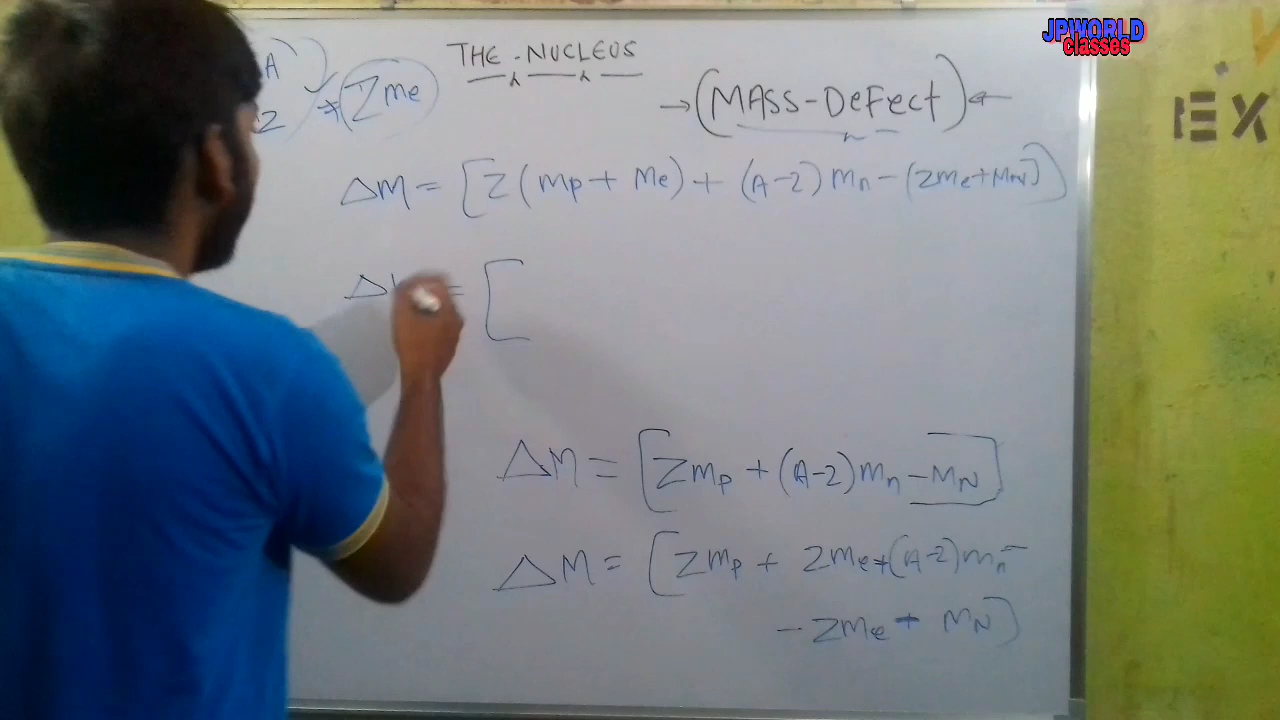 JPWORLD
classes
THE . NUCLEUS
A
Z
Zme
→ (MASS-DeFect) ←
ΔM = [Z(mp + me) + (A-Z)mn - (Zme+MN)]
EX
Δ = [
ΔM = [Zmp + (A-Z)mn - MN]
ΔM = [Zmp + Zme + (A-Z)mn -
- Zme + MN]